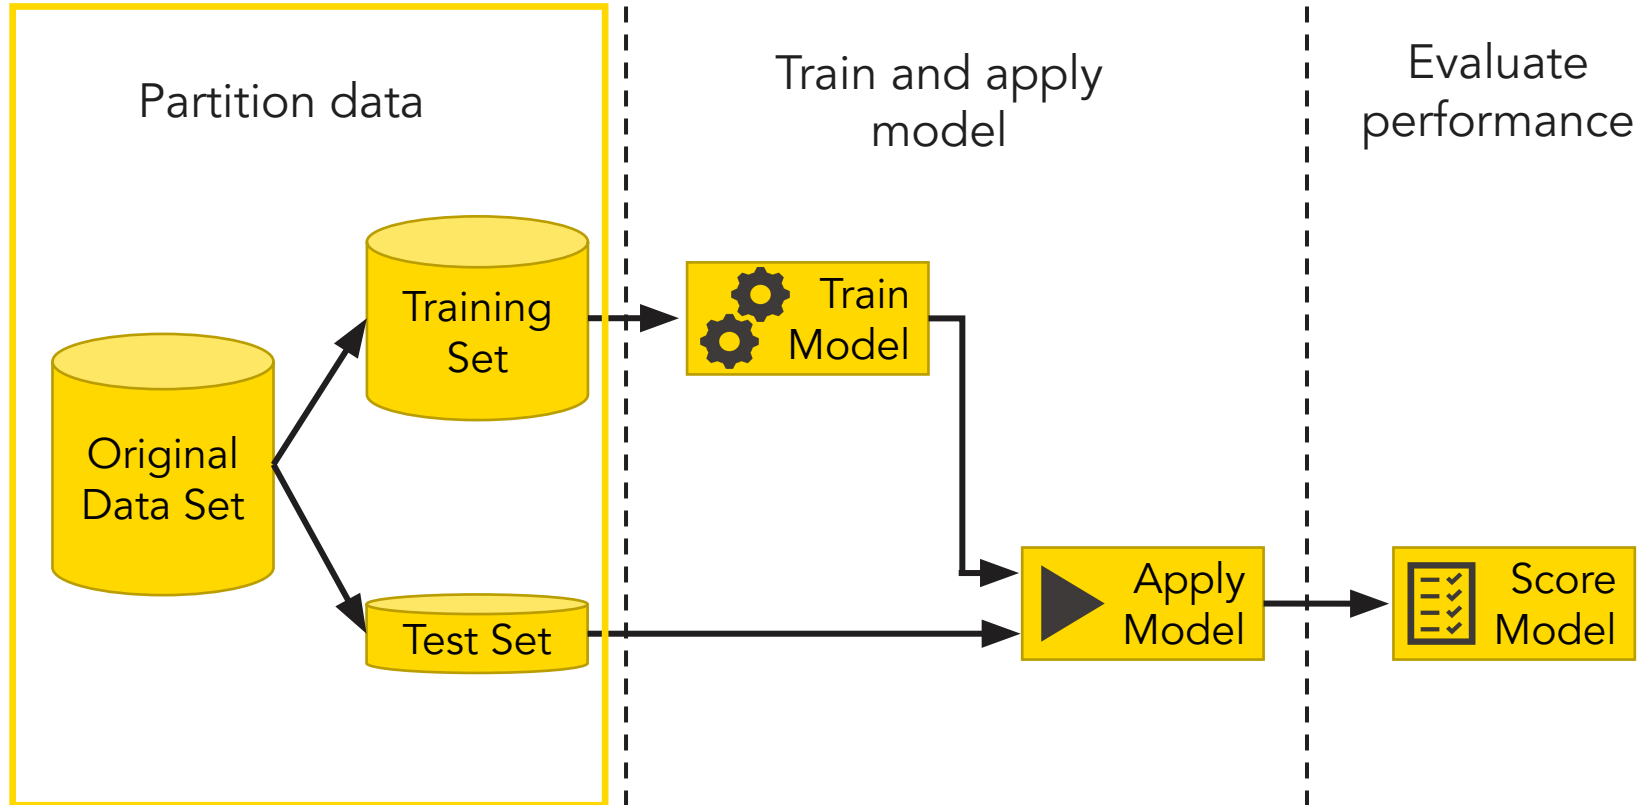 Partition data
Train and apply
model
Evaluate
performance
Original
Data Set
Training
Set
Test Set
Train
Model
Apply
Model
Score
Model